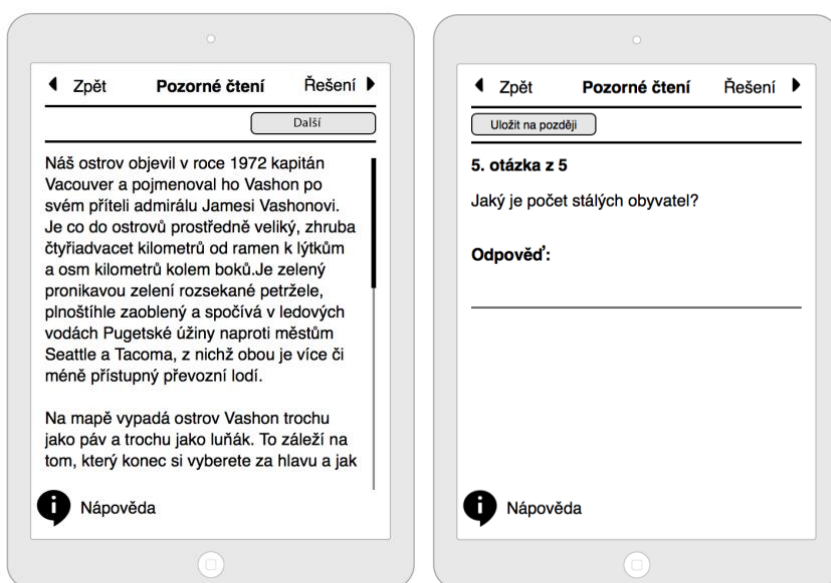 Zpět Pozorné čtení Řešení
Další
Náš ostrov objevil v roce 1972 kapitán
Vacouver a pojmenoval ho Vashon po
svém příteli admirálu Jamesi Vashonovi.
Je co do ostrovů prostředně veliký, zhruba
čtyřiadvacet kilometrů od ramen k lýtkům
a osm kilometrů kolem boků.Je zelený
pronikavou zelení rozsekané petržele,
plnoštíhle zaoblený a spočívá v ledových
vodách Pugetské úžiny naproti městům
Seattle a Tacoma, z nichž obou je více či
méně přístupný převozní lodí.
Na mapě vypadá ostrov Vashon trochu
jako páv a trochu jako luňák. To záleží na
tom, který konec si vyberete za hlavu a jak
Nápověda
Zpět Pozorné čtení Řešení
Uložit na později
5. otázka z 5
Jaký je počet stálých obyvatel?
Odpověď:
Nápověda